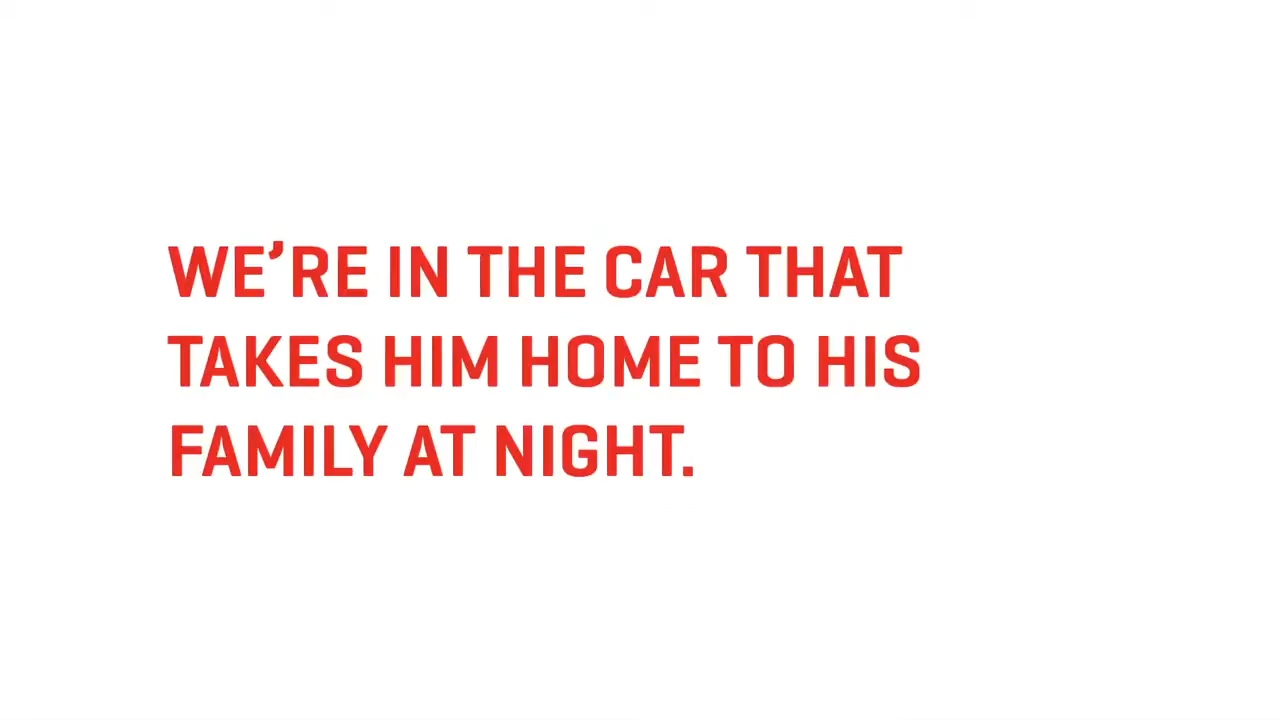 WE’RE IN THE CAR THAT
TAKES HIM HOME TO HIS
FAMILY AT NIGHT.